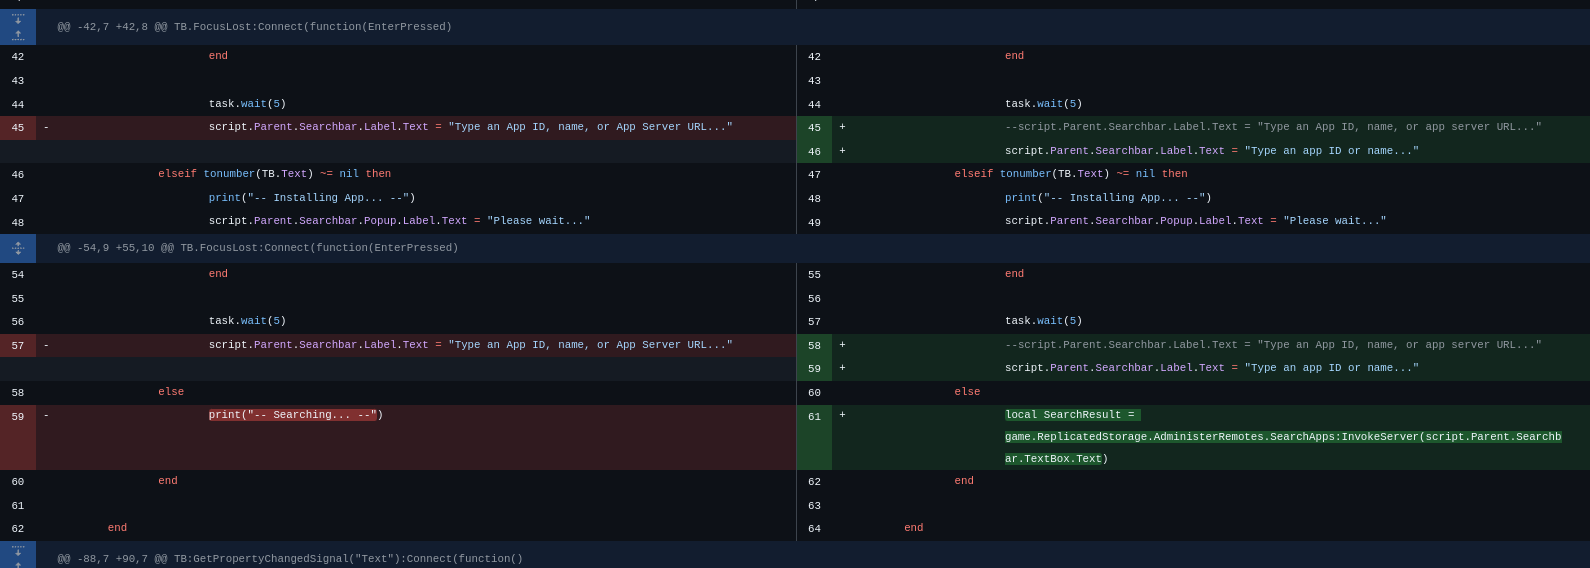 @@ -42,7 +42,8 @@ TB.FocusLost:Connect(function(EnterPressed)
42 end 42 end
43 43
44 task.wait(5) 44 task.wait(5)
45 - script.Parent.Searchbar.Label.Text = "Type an App ID, name, or App Server URL..." 45 + --script.Parent.Searchbar.Label.Text = "Type an App ID, name, or app server URL..."
46 + script.Parent.Searchbar.Label.Text = "Type an app ID or name..."
46 elseif tonumber(TB.Text) ~= nil then 47 elseif tonumber(TB.Text) ~= nil then
47 print("-- Installing App... --") 48 print("-- Installing App... --")
48 script.Parent.Searchbar.Popup.Label.Text = "Please wait..." 49 script.Parent.Searchbar.Popup.Label.Text = "Please wait..."
@@ -54,9 +55,10 @@ TB.FocusLost:Connect(function(EnterPressed)
54 end 55 end
55 56
56 task.wait(5) 57 task.wait(5)
57 - script.Parent.Searchbar.Label.Text = "Type an App ID, name, or App Server URL..." 58 + --script.Parent.Searchbar.Label.Text = "Type an App ID, name, or app server URL..."
59 + script.Parent.Searchbar.Label.Text = "Type an app ID or name..."
58 else 60 else
59 - print("-- Searching... --") 61 + local SearchResult =
game.ReplicatedStorage.AdministerRemotes.SearchApps:InvokeServer(script.Parent.Searchb
ar.TextBox.Text)
60 end 62 end
61 63
62 end 64 end
@@ -88,7 +90,7 @@ TB:GetPropertyChangedSignal("Text"):Connect(function()